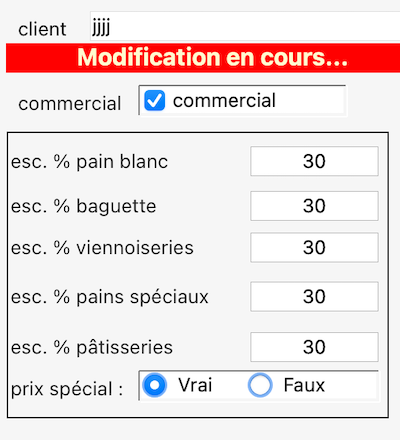 client jjjj
Modification en cours...
commercial commercial
esc. % pain blanc 30
esc. % baguette 30
esc. % viennoiseries 30
esc. % pains spéciaux 30
esc. % pâtisseries 30
prix spécial : Vrai Faux